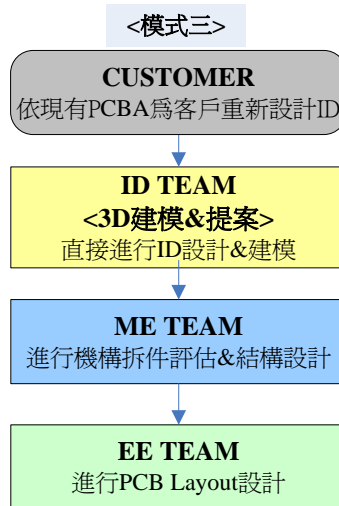 <模式三>
CUSTOMER
依現有PCBA為客戶重新設計ID
ID TEAM
<3D建模&提案>
直接進行ID設計&建模
ME TEAM
進行機構拆件評估&結構設計
EE TEAM
進行PCB Layout設計